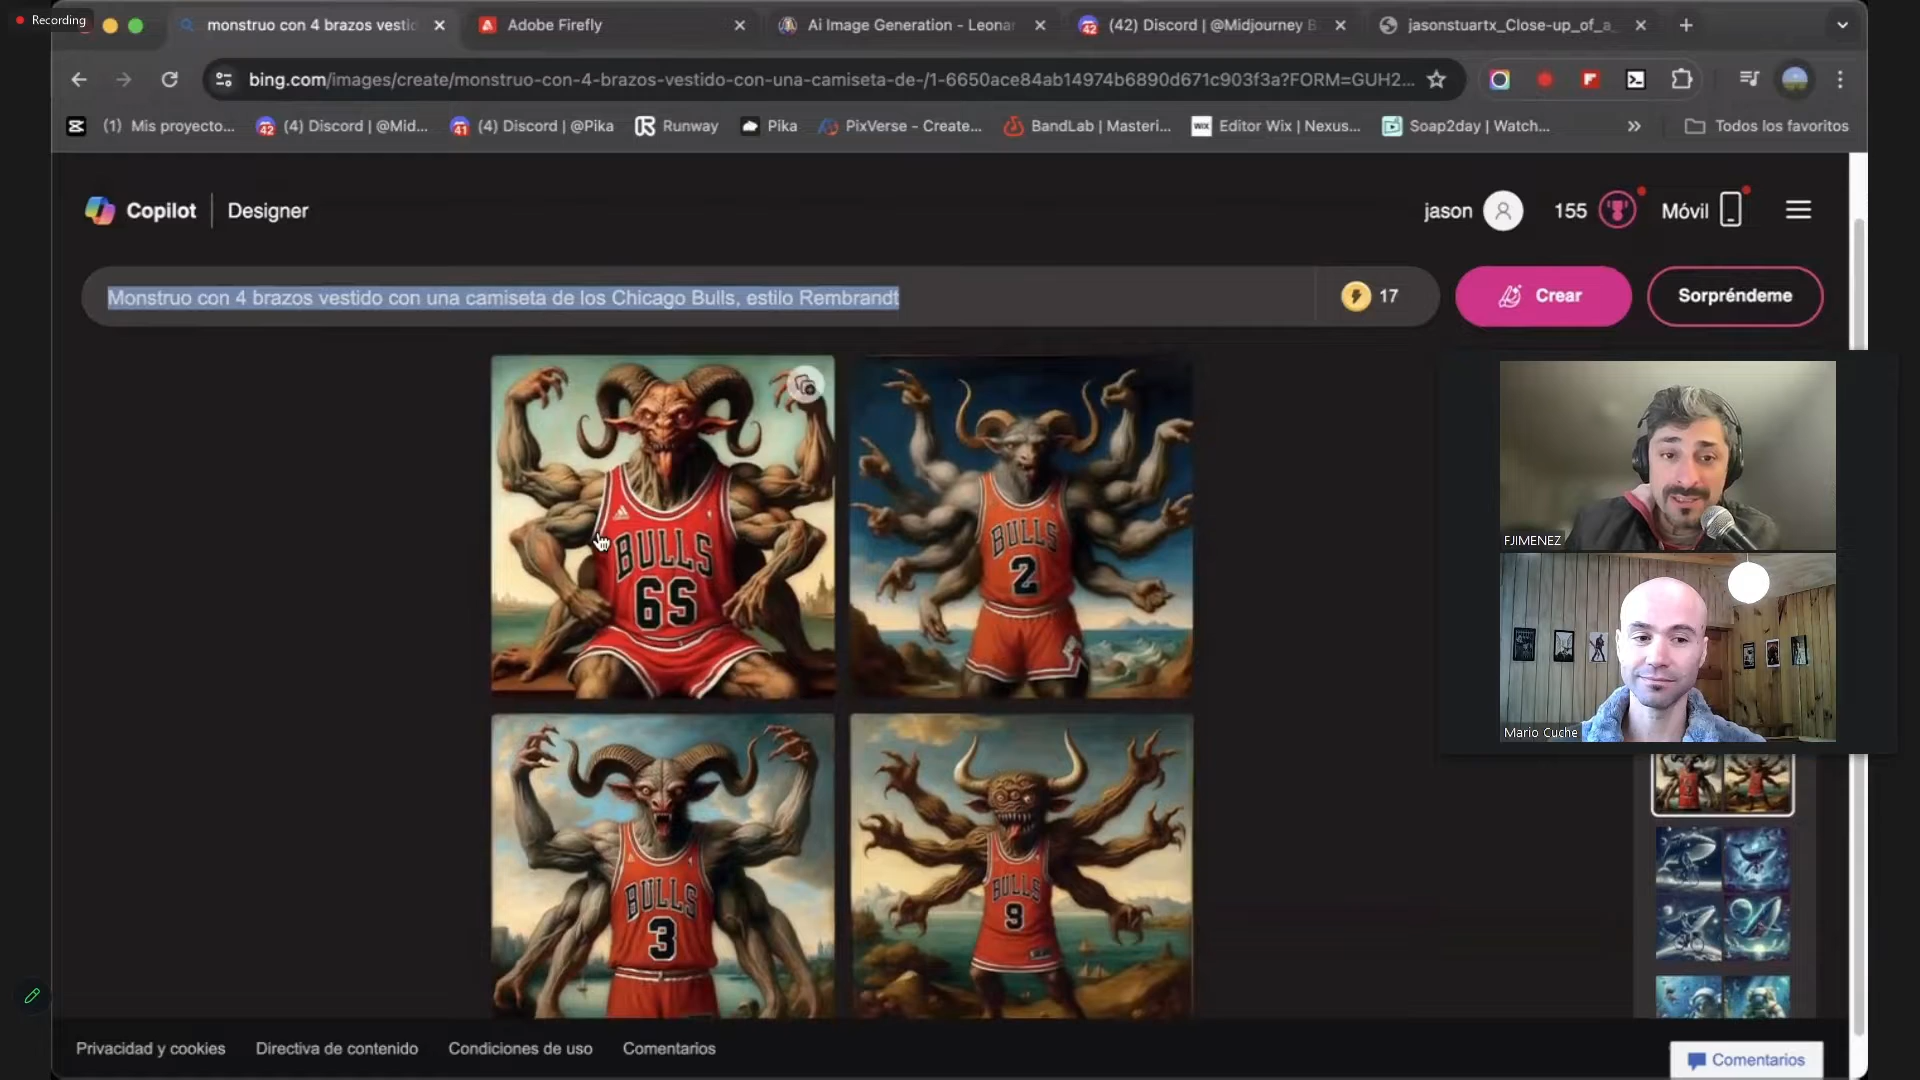 Recording
monstruo con 4 brazos vesti
Adobe Firefly
Ai Image Generation - Leona
(42) Discord | @Midjourney B
jasonstuartx_Close-up_of_a_
bing.com/images/create/monstruo-con-4-brazos-vestido-con-una-camiseta-de-/1-6650ace84ab14974b6890d671c903f3a?FORM=GUH2...
(1) Mis proyecto...
(4) Discord | @Mid...
(4) Discord | @Pika
Runway
Pika
PixVerse - Create...
BandLab | Masteri...
Editor Wix | Nexus...
Soap2day | Watch...
Todos los favoritos
Copilot | Designer
jason
155
Móvil
Monstruo con 4 brazos vestido con una camiseta de los Chicago Bulls, estilo Rembrandt
17
Crear
Sorpréndeme
BULLS
65
BULLS
2
FJIMENEZ
Mario Cuche
BULLS
3
BULLS
9
Privacidad y cookies
Directiva de contenido
Condiciones de uso
Comentarios
Comentarios